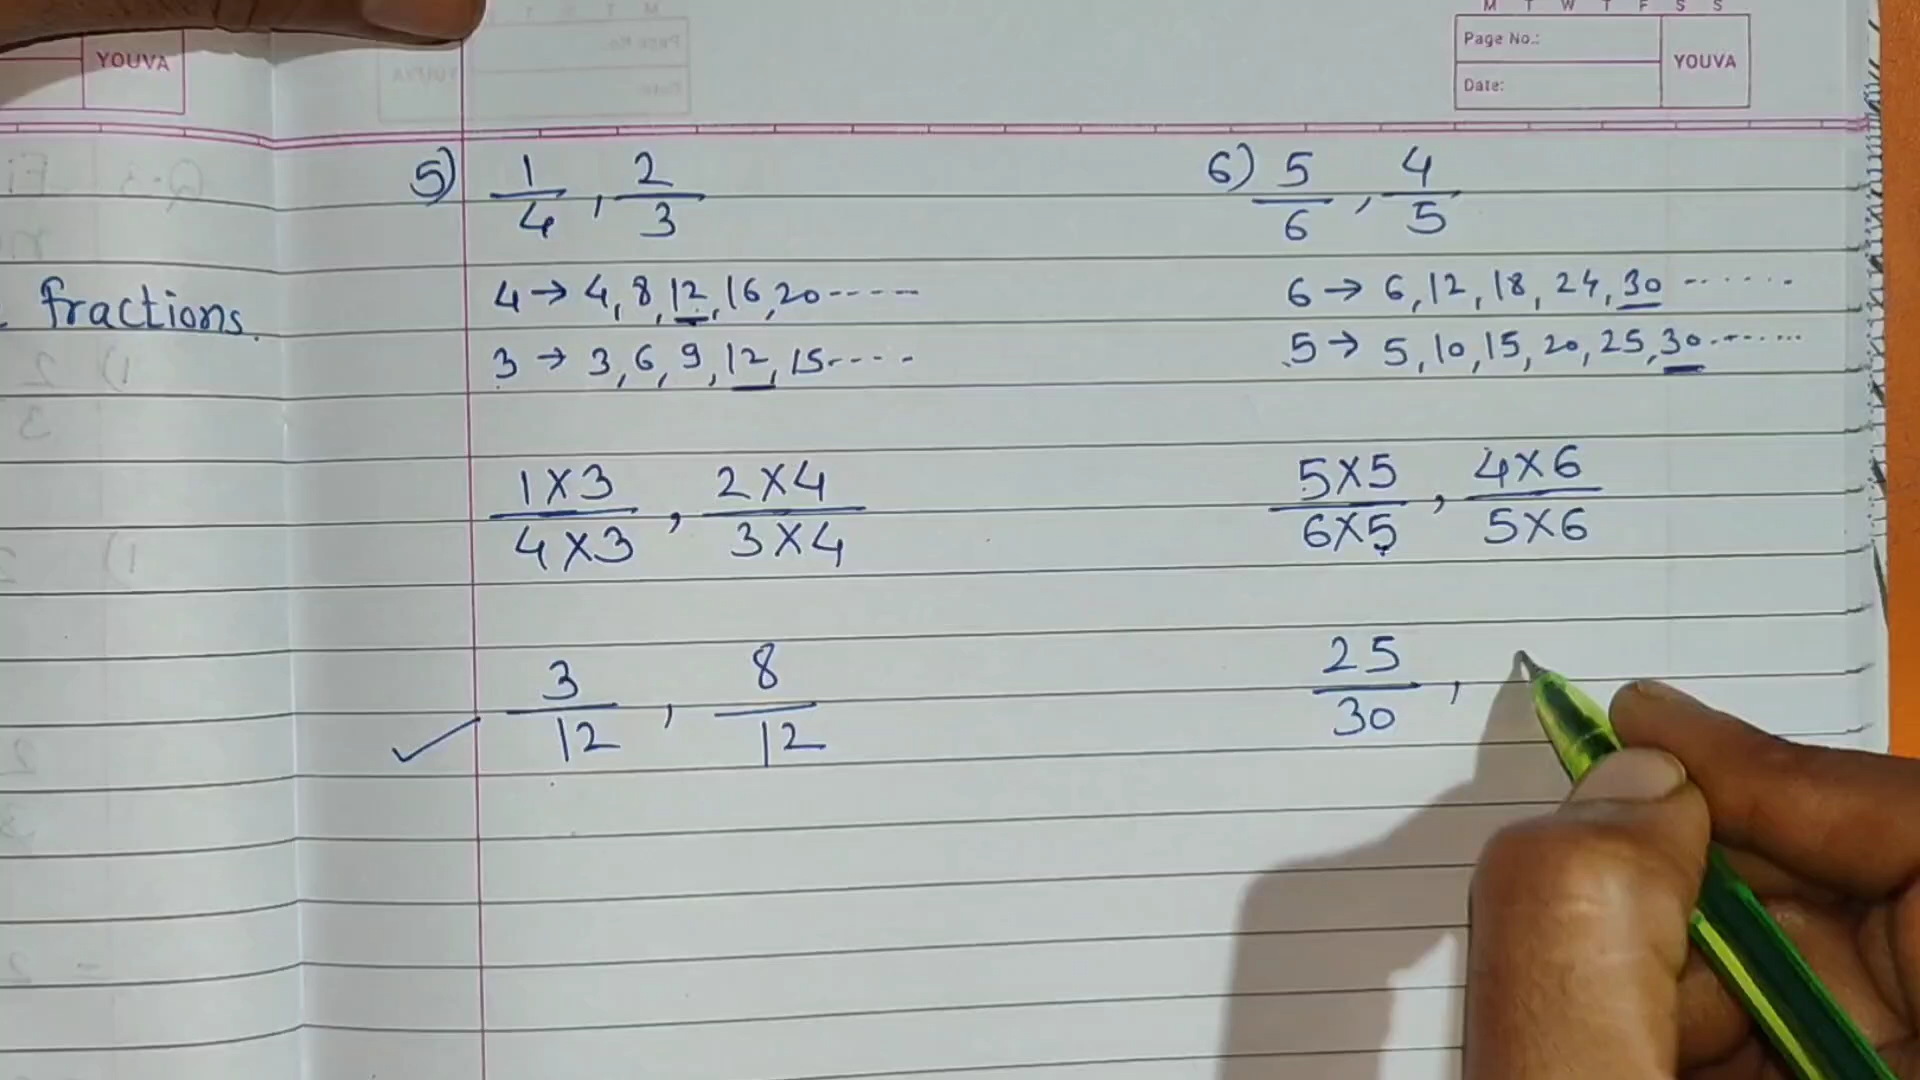 M T W T F S S
Page No.:
Date:
YOUVA
YOUVA
fractions.
5) 1/4 , 2/3
4 → 4, 8, 12, 16, 20 -----
3 → 3, 6, 9, 12, 15 ----
1×3/4×3 , 2×4/3×4
3/12 , 8/12
6) 5/6 , 4/5
6 → 6, 12, 18, 24, 30 ......
5 → 5, 10, 15, 20, 25, 30 .......
5×5/6×5 , 4×6/5×6
25/30 ,